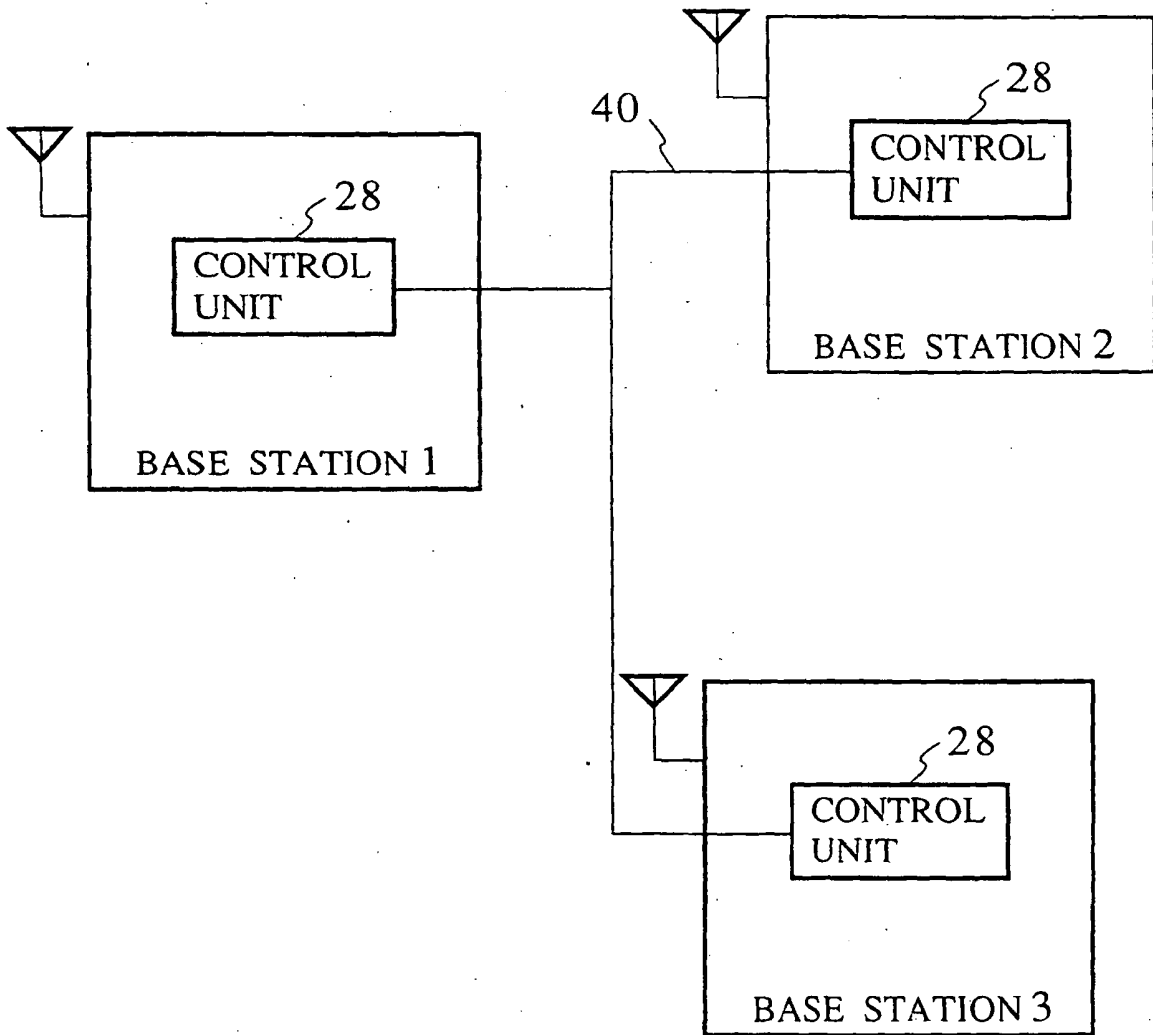 28
CONTROL
UNIT
BASE STATION 2
40
28
CONTROL
UNIT
BASE STATION 1
28
CONTROL
UNIT
BASE STATION 3